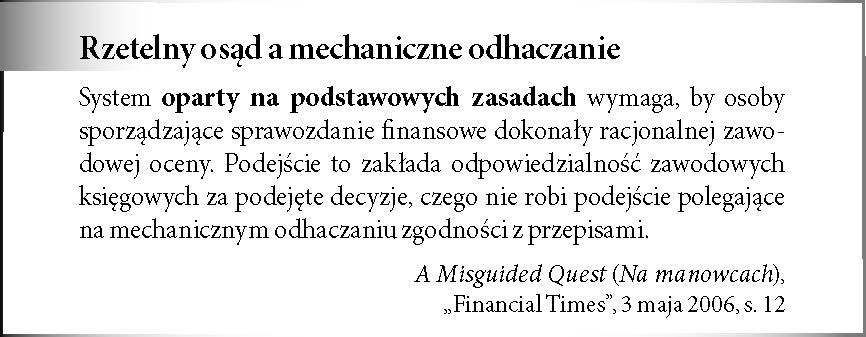 Rzetelny osąd a mechaniczne odhaczanie
System oparty na podstawowych zasadach wymaga, by osoby
sporządzające sprawozdanie finansowe dokonały racjonalnej zawo-
dowej oceny. Podejście to zakłada odpowiedzialność zawodowych
księgowych za podejęte decyzje, czego nie robi podejście polegające
na mechanicznym odhaczaniu zgodności z przepisami.
A Misguided Quest (Na manowcach),
„Financial Times”, 3 maja 2006, s. 12